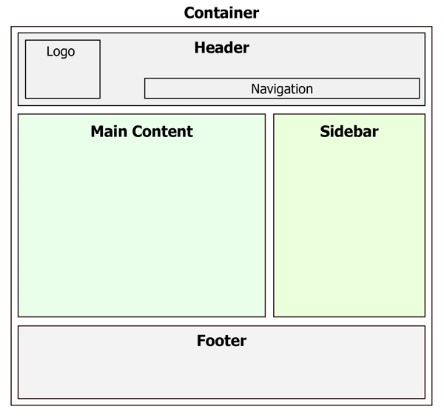 Container
Logo
Header
Navigation
Main Content
Sidebar
Footer